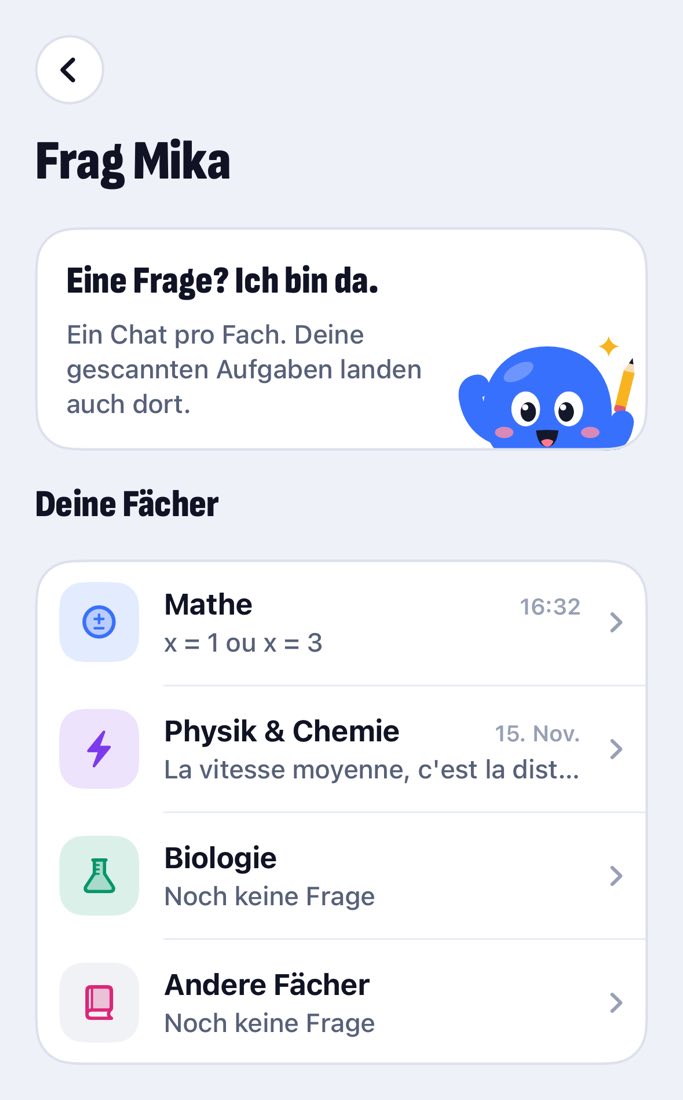 Frag Mika
Eine Frage? Ich bin da.
Ein Chat pro Fach. Deine
gescannten Aufgaben landen
auch dort.
Deine Fächer
Mathe 16:32
x = 1 ou x = 3
Physik & Chemie 15. Nov.
La vitesse moyenne, c'est la dist...
Biologie
Noch keine Frage
Andere Fächer
Noch keine Frage